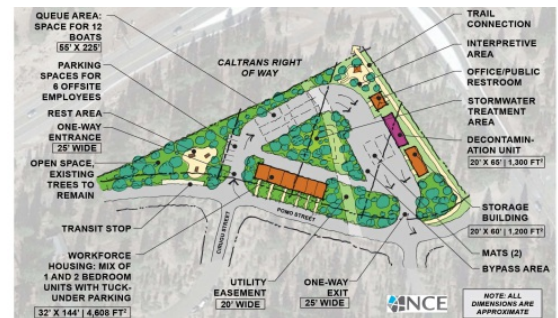 QUEUE AREA:
SPACE FOR 12
BOATS
55' X 225'
PARKING
SPACES FOR
6 OFFSITE
EMPLOYEES
REST AREA
ONE-WAY
ENTRANCE
25' WIDE
OPEN SPACE,
EXISTING
TREES TO
REMAIN
TRANSIT STOP
WORKFORCE
HOUSING: MIX OF
1 AND 2 BEDROOM
UNITS WITH TUCK-
UNDER PARKING
32' X 144' | 4,608 FT²
CALTRANS RIGHT
OF WAY
POMO STREET
UTILITY
EASEMENT
20' WIDE
ONE-WAY
EXIT
25' WIDE
TRAIL
CONNECTION
INTERPRETIVE
AREA
OFFICE/PUBLIC
RESTROOM
STORMWATER
TREATMENT
AREA
DECONTAM-
INATION UNIT
20' X 65' | 1,300 FT²
STORAGE
BUILDING
20' X 60' | 1,200 FT²
MATS (2)
BYPASS AREA
NCE
NOTE: ALL
DIMENSIONS ARE
APPROXIMATE